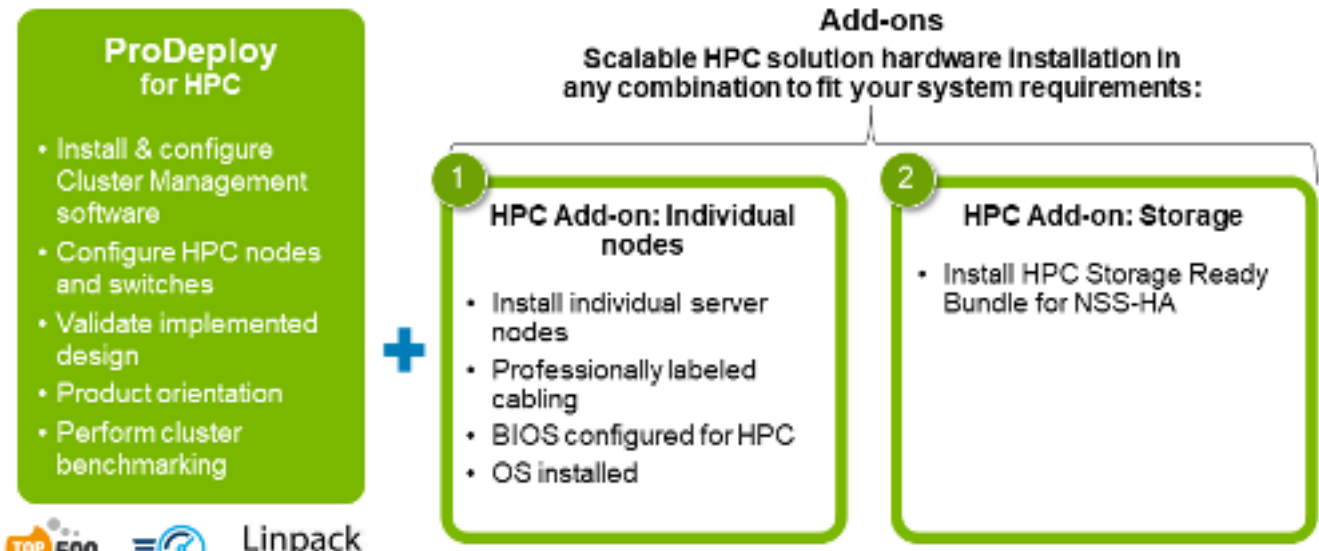 ProDeploy
for HPC
• Install & configure
Cluster Management
software
• Configure HPC nodes
and switches
• Validate implemented
design
• Product orientation
• Perform cluster
benchmarking
TOP 500
Linpack
Add-ons
Scalable HPC solution hardware installation in
any combination to fit your system requirements:
1
HPC Add-on: Individual
nodes
• Install individual server
nodes
• Professionally labeled
cabling
• BIOS configured for HPC
• OS installed
2
HPC Add-on: Storage
• Install HPC Storage Ready
Bundle for NSS-HA